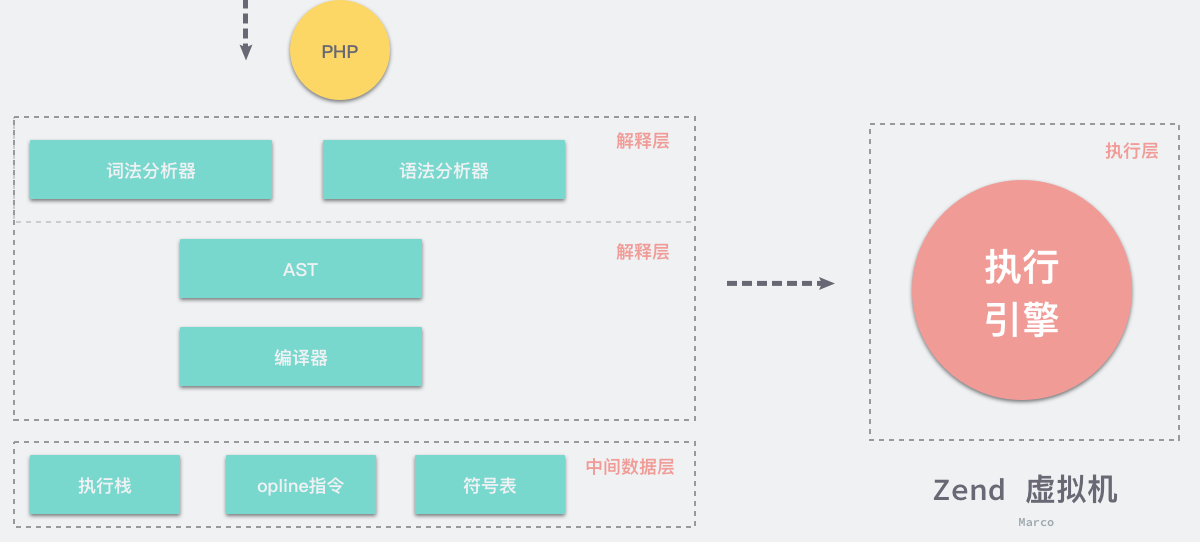 PHP
解释层
词法分析器
语法分析器
解释层
AST
编译器
中间数据层
执行栈
opline指令
符号表
执行层
执行
引擎
Zend 虚拟机
Marco